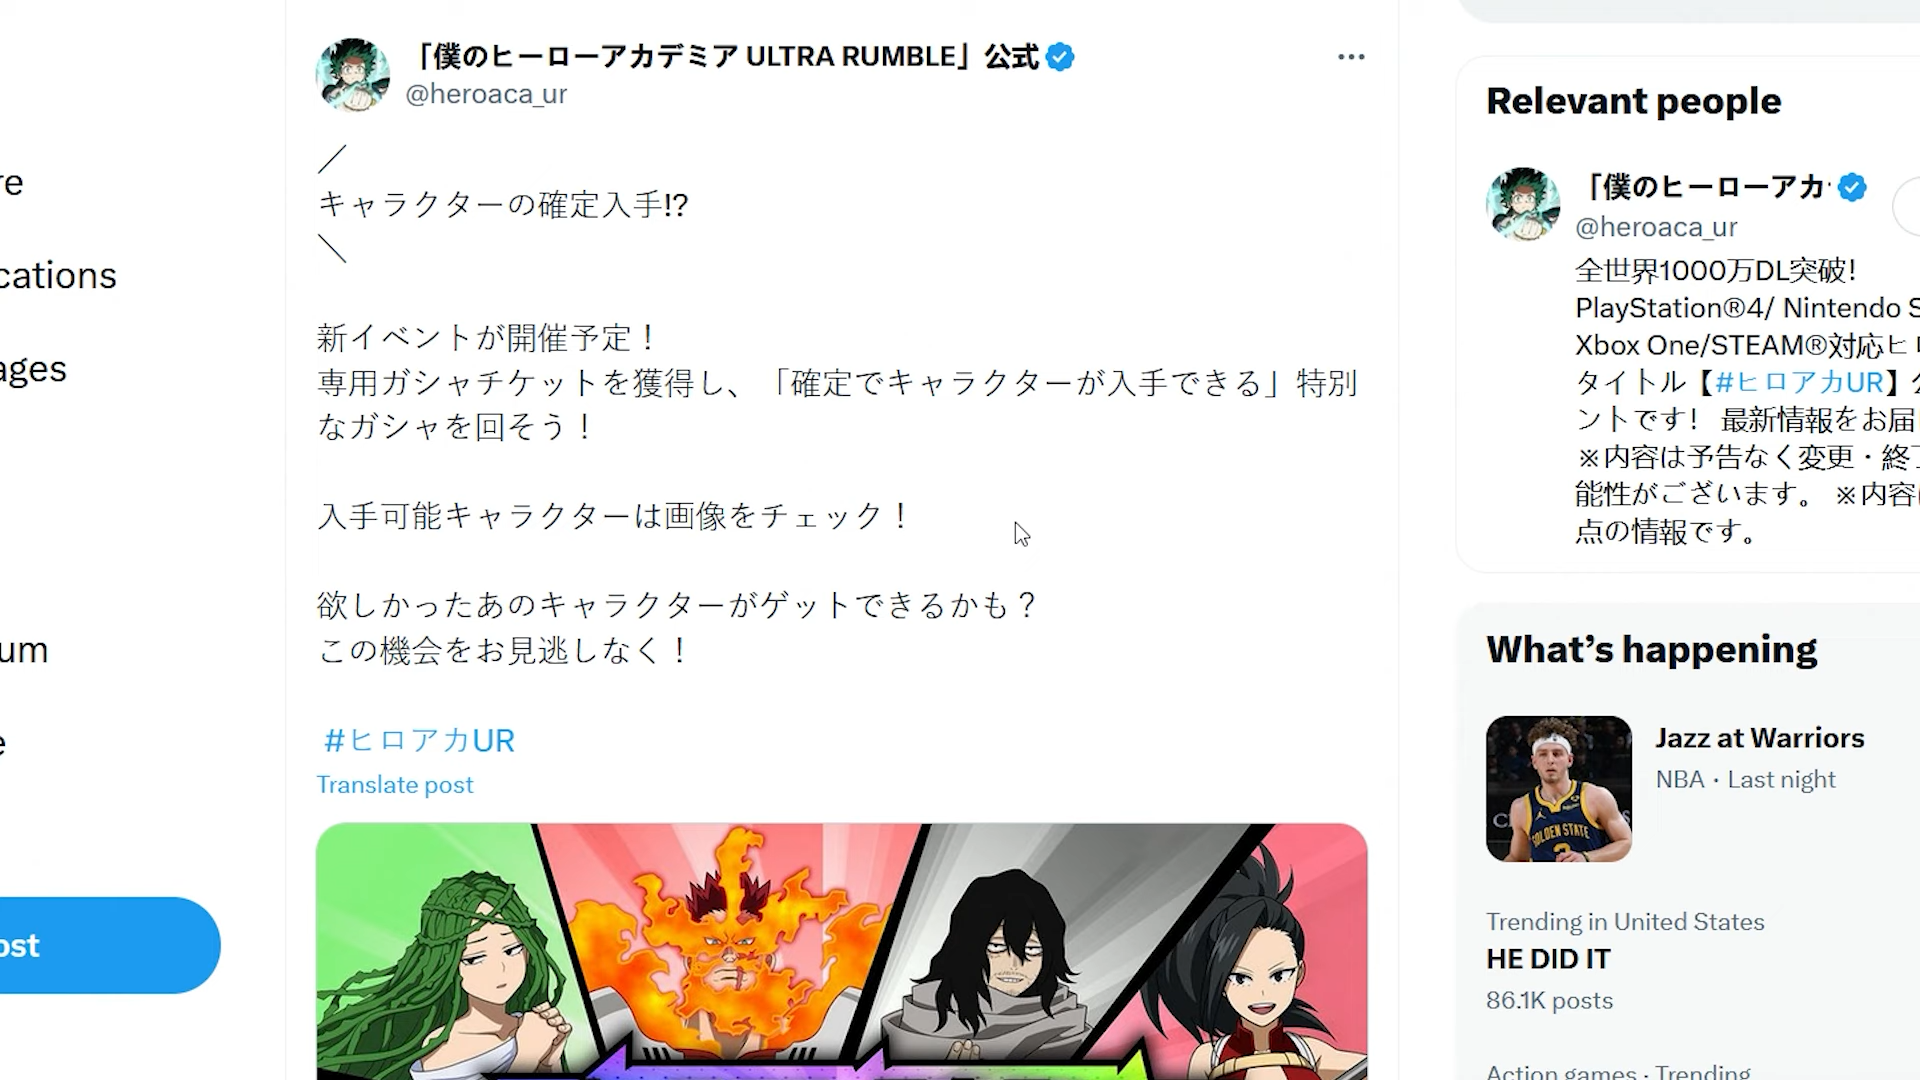 re
cations
ages
um
e
ost
「僕のヒーローアカデミア ULTRA RUMBLE」公式
@heroaca_ur
／
キャラクターの確定入手!?
＼
新イベントが開催予定！
専用ガシャチケットを獲得し、「確定でキャラクターが入手できる」特別
なガシャを回そう！
入手可能キャラクターは画像をチェック！
欲しかったあのキャラクターがゲットできるかも？
この機会をお見逃しなく！
#ヒロアカUR
Translate post
Relevant people
「僕のヒーローアカ
@heroaca_ur
全世界1000万DL突破！
PlayStation®4/ Nintendo S
Xbox One/STEAM®対応ヒ
タイトル【#ヒロアカUR】公
ントです！ 最新情報をお届
※内容は予告なく変更・終了
能性がございます。 ※内容
点の情報です。
What's happening
GOLDEN STATE
2
Jazz at Warriors
NBA · Last night
Trending in United States
HE DID IT
86.1K posts
Action games · Trending